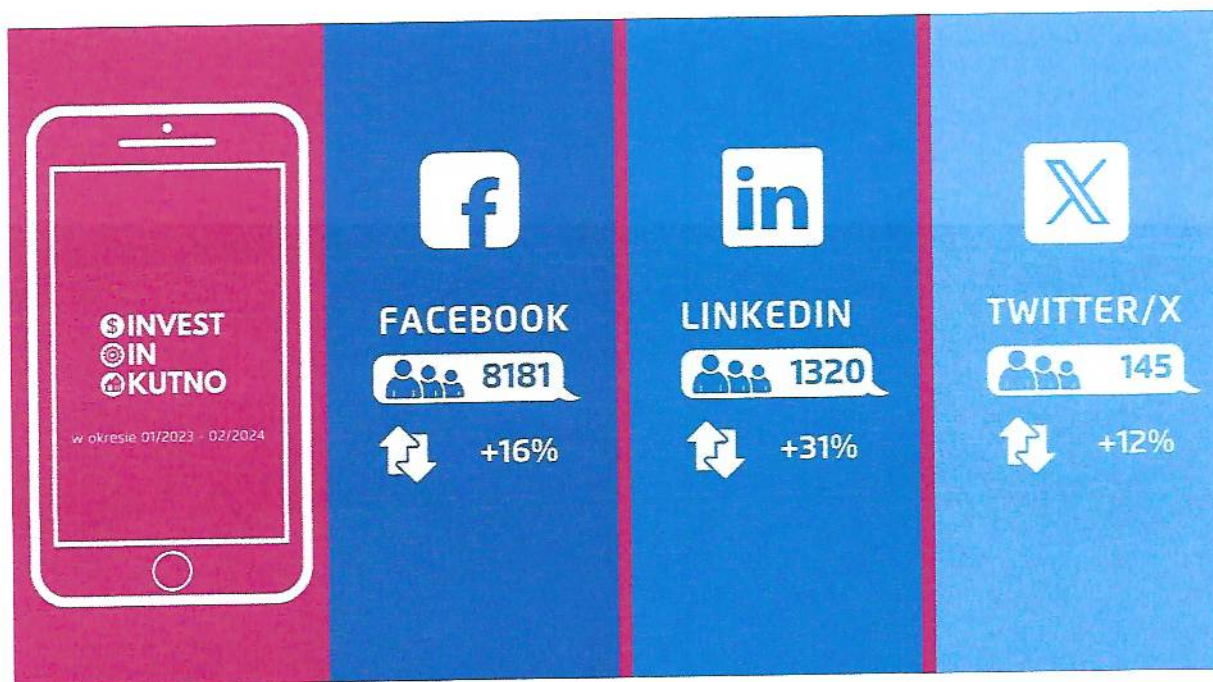 INVEST
IN
KUTNO
w okresie 01/2023 - 02/2024
FACEBOOK
8181
+16%
LINKEDIN
1320
+31%
TWITTER/X
145
+12%